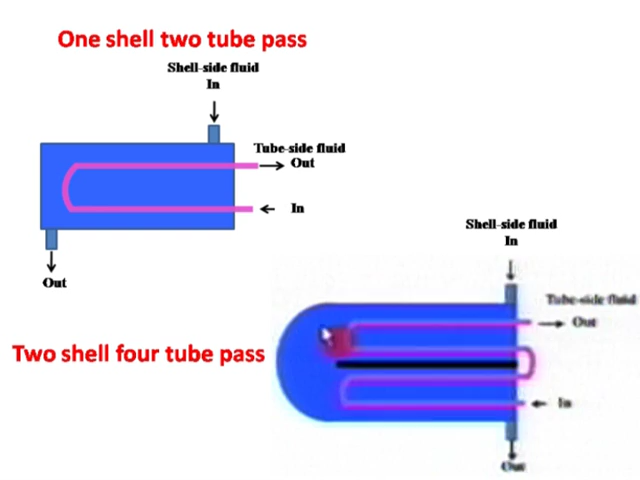 One shell two tube pass
Shell-side fluid
In
Tube-side fluid
Out
In
Out
Shell-side fluid
In
Tube-side fluid
Out
Two shell four tube pass
In
Out